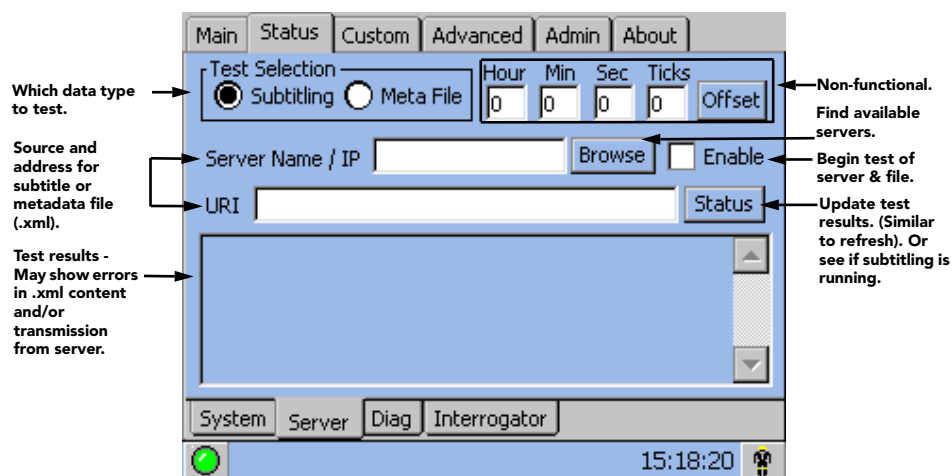 Main Status Custom Advanced Admin About
Test Selection
Subtitling Meta File
Hour Min Sec Ticks
0 0 0 0 Offset
Server Name / IP Browse Enable
URI Status
System Server Diag Interrogator
15:18:20
Which data type
to test.
Source and
address for
subtitle or
metadata file
(.xml).
Test results -
May show errors
in .xml content
and/or
transmission
from server.
Non-functional.
Find available
servers.
Begin test of
server & file.
Update test
results. (Similar
to refresh). Or
see if subtitling is
running.